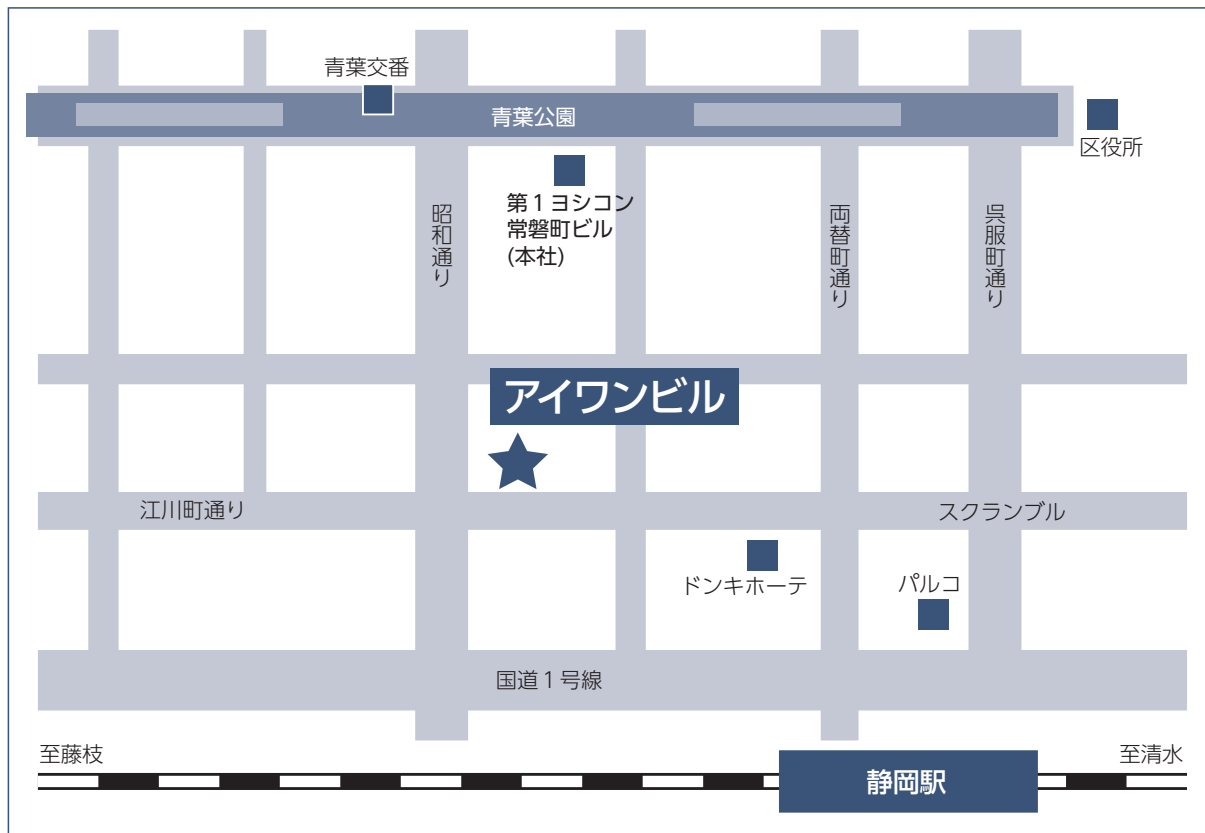 青葉交番
青葉公園
区役所
第１ヨシコン
常磐町ビル
(本社)
昭和通り
両替町通り
呉服町通り
アイワンビル
江川町通り
スクランブル
ドンキホーテ
パルコ
国道１号線
至藤枝
至清水
静岡駅